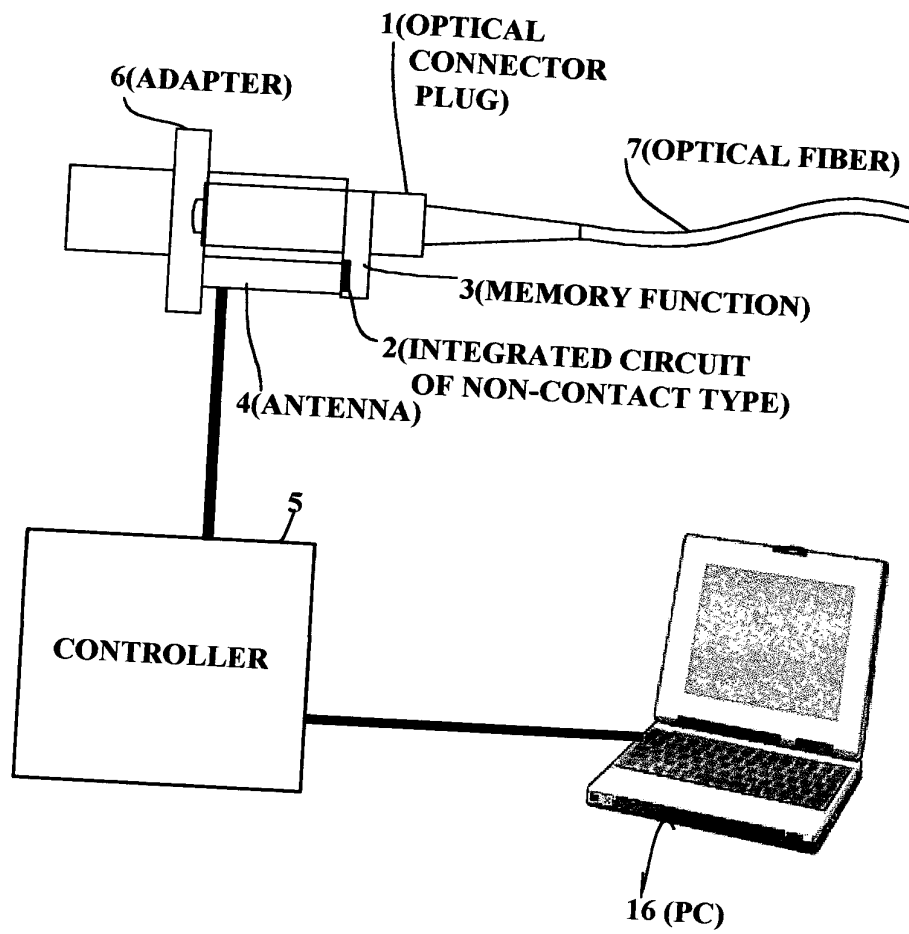 1(OPTICAL
CONNECTOR
PLUG)
6(ADAPTER)
7(OPTICAL FIBER)
3(MEMORY FUNCTION)
2(INTEGRATED CIRCUIT
OF NON-CONTACT TYPE)
4(ANTENNA)
5
CONTROLLER
16 (PC)